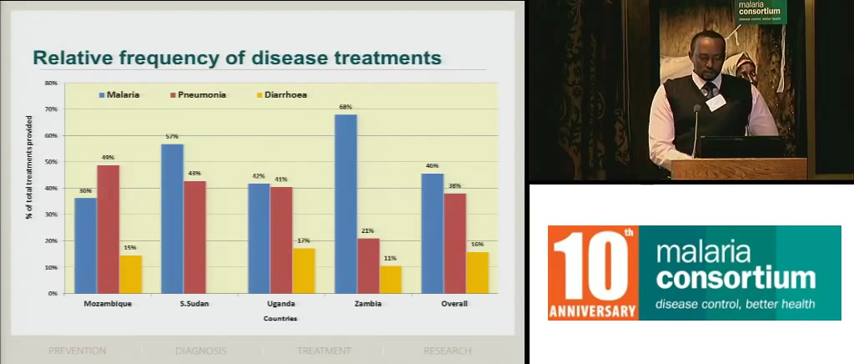 Relative frequency of disease treatments
Malaria
Pneumonia
Diarrhoea
80%
70%
60%
50%
40%
30%
20%
10%
0%
% of total treatments provided
36%
49%
15%
57%
43%
42%
41%
17%
68%
21%
11%
46%
38%
16%
Mozambique
S.Sudan
Uganda
Zambia
Overall
Countries
PREVENTION
DIAGNOSIS
TREATMENT
RESEARCH
malaria
consortium
disease control, better health
10th
ANNIVERSARY
malaria
consortium
disease control, better health